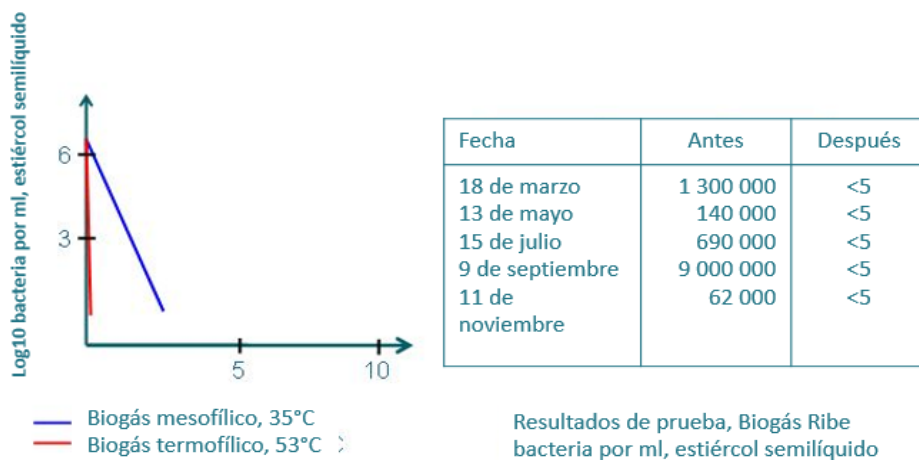 Log10 bacteria por ml, estiércol semilíquido
6
3
5
10
Biogás mesofílico, 35°C
Biogás termofílico, 53°C
Fecha Antes Después
18 de marzo 1 300 000 <5
13 de mayo 140 000 <5
15 de julio 690 000 <5
9 de septiembre 9 000 000 <5
11 de 62 000 <5
noviembre
Resultados de prueba, Biogás Ribe
bacteria por ml, estiércol semilíquido